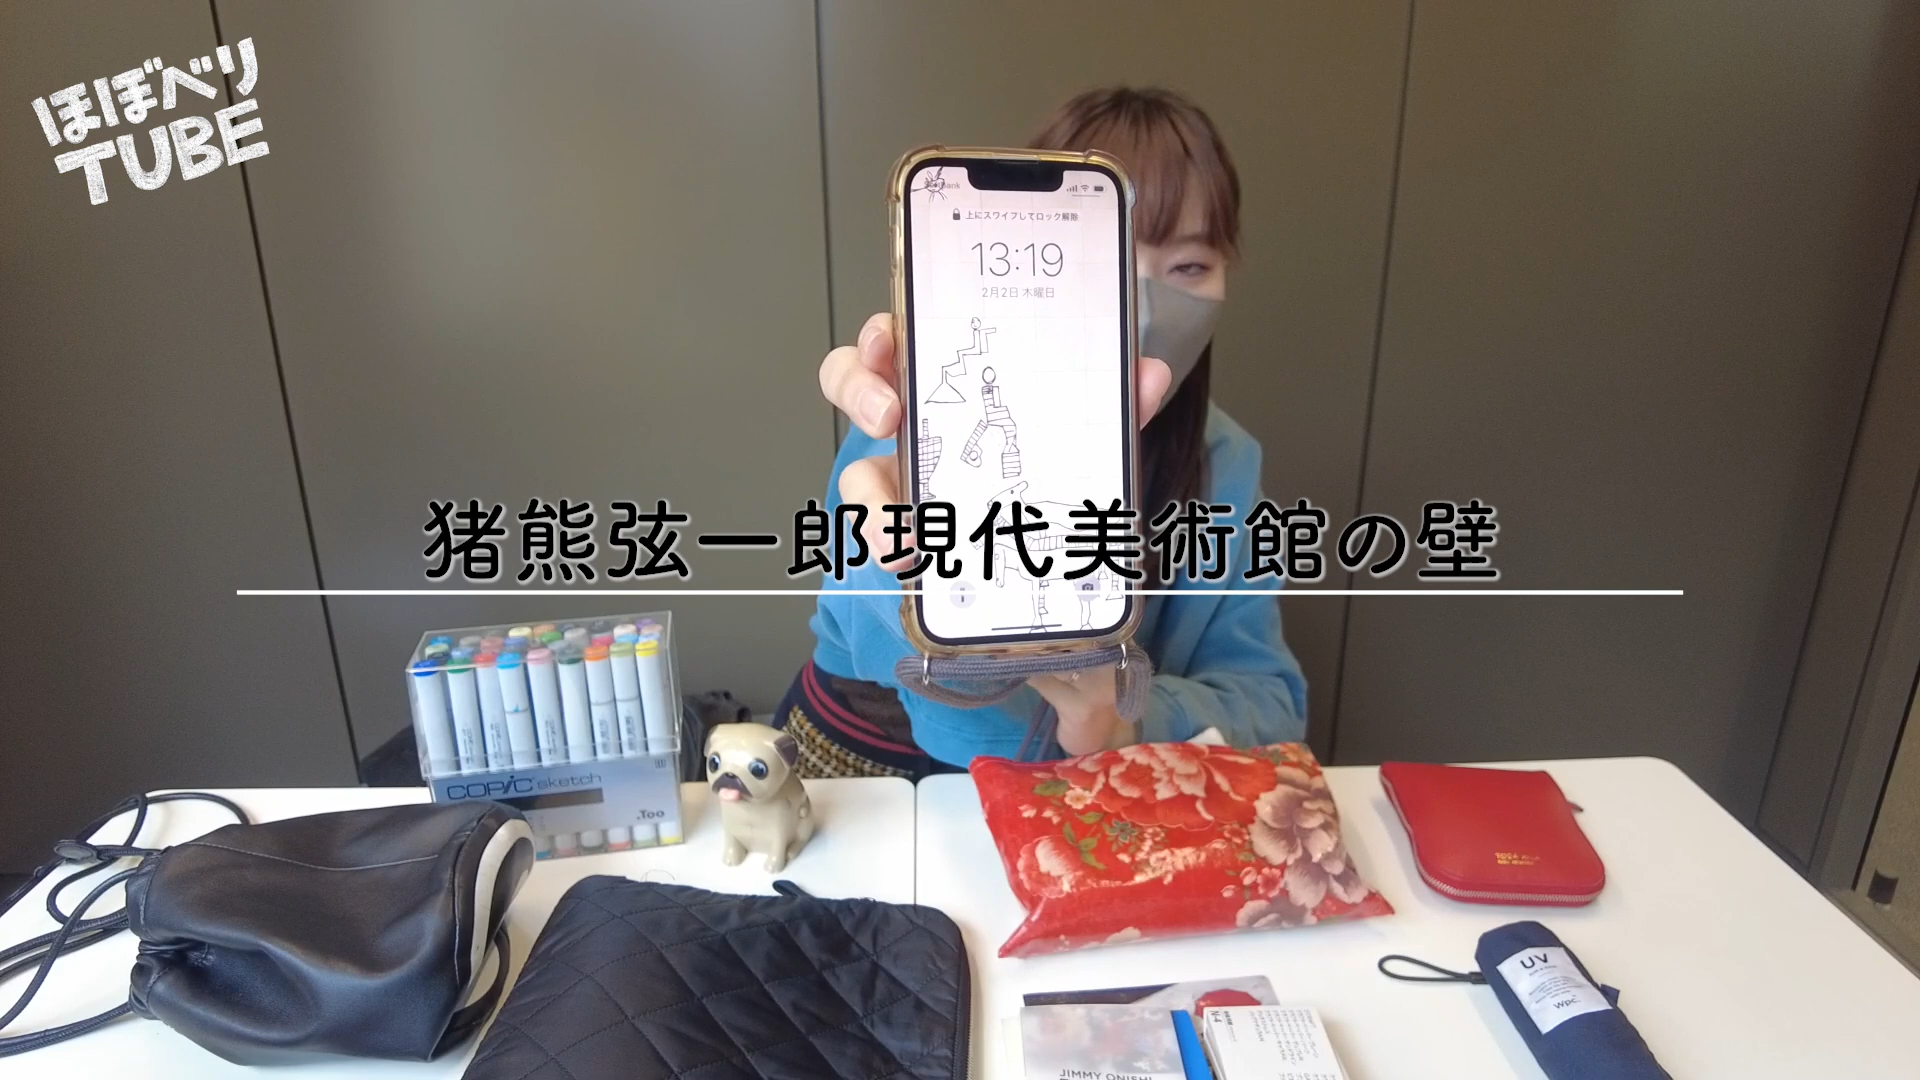 ほぼべリ
TUBE
上にスワイプしてロック解除
13:19
2月2日 木曜日
猪熊弦一郎現代美術館の壁
COPiC sketch
.Too
UV
Wpc.
N-4
JIMMY ONISHI